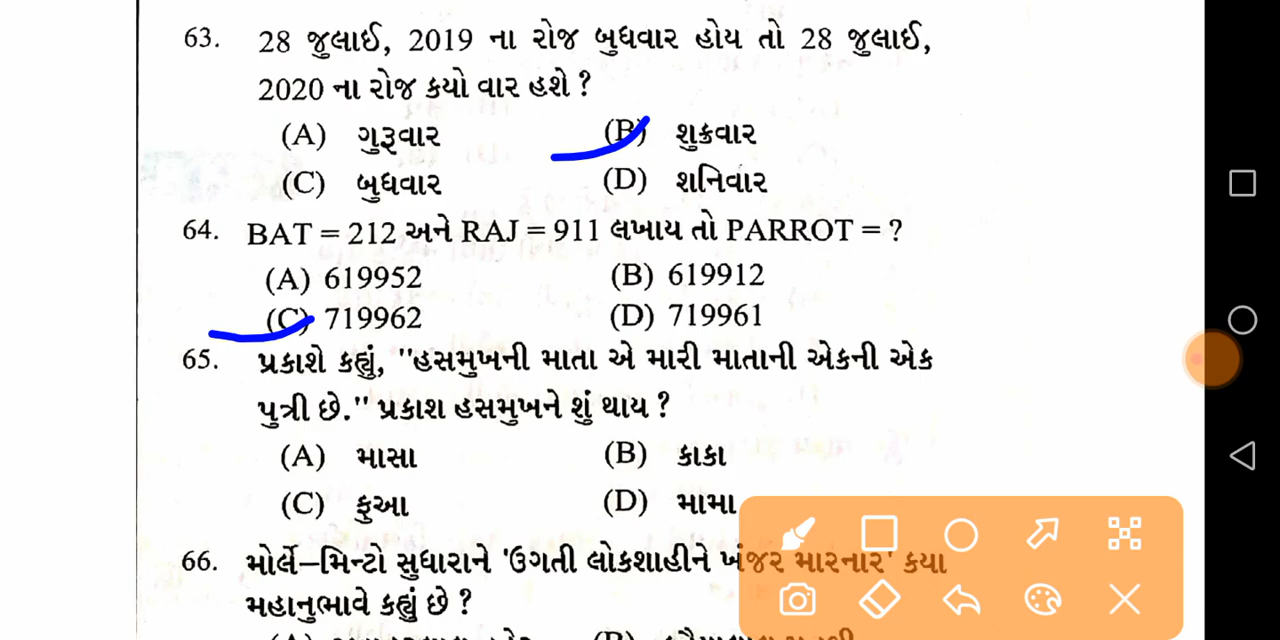 63. 28 જુલાઈ, 2019 ના રોજ બુધવાર હોય તો 28 જુલાઈ,
2020 ના રોજ કયો વાર હશે ?
(A) ગુરૂવાર (B) શુક્રવાર
(C) બુધવાર (D) શનિવાર
64. BAT = 212 અને RAJ = 911 લખાય તો PARROT = ?
(A) 619952 (B) 619912
(C) 719962 (D) 719961
65. પ્રકાશે કહ્યું, "હસમુખની માતા એ મારી માતાની એકની એક
પુત્રી છે." પ્રકાશ હસમુખને શું થાય ?
(A) માસા (B) કાકા
(C) ફુઆ (D) મામા
66. મોર્લે–મિન્ટો સુધારાને 'ઉગતી લોકશાહીને ખંજર મારનાર' કયા
મહાનુભાવે કહ્યું છે ?